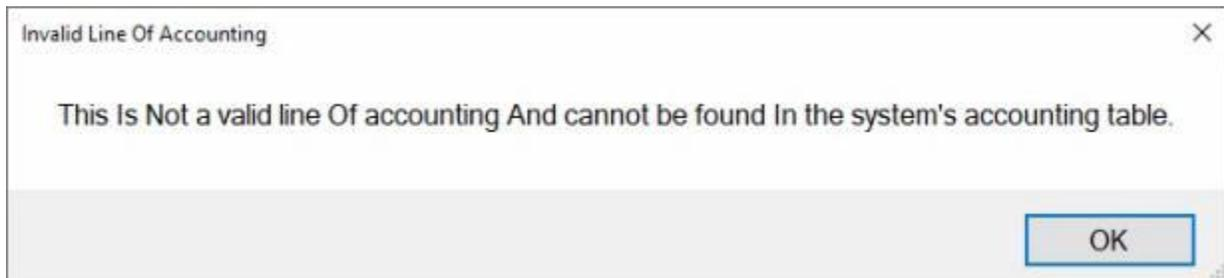 Invalid Line Of Accounting
This Is Not a valid line Of accounting And cannot be found In the system's accounting table.
OK